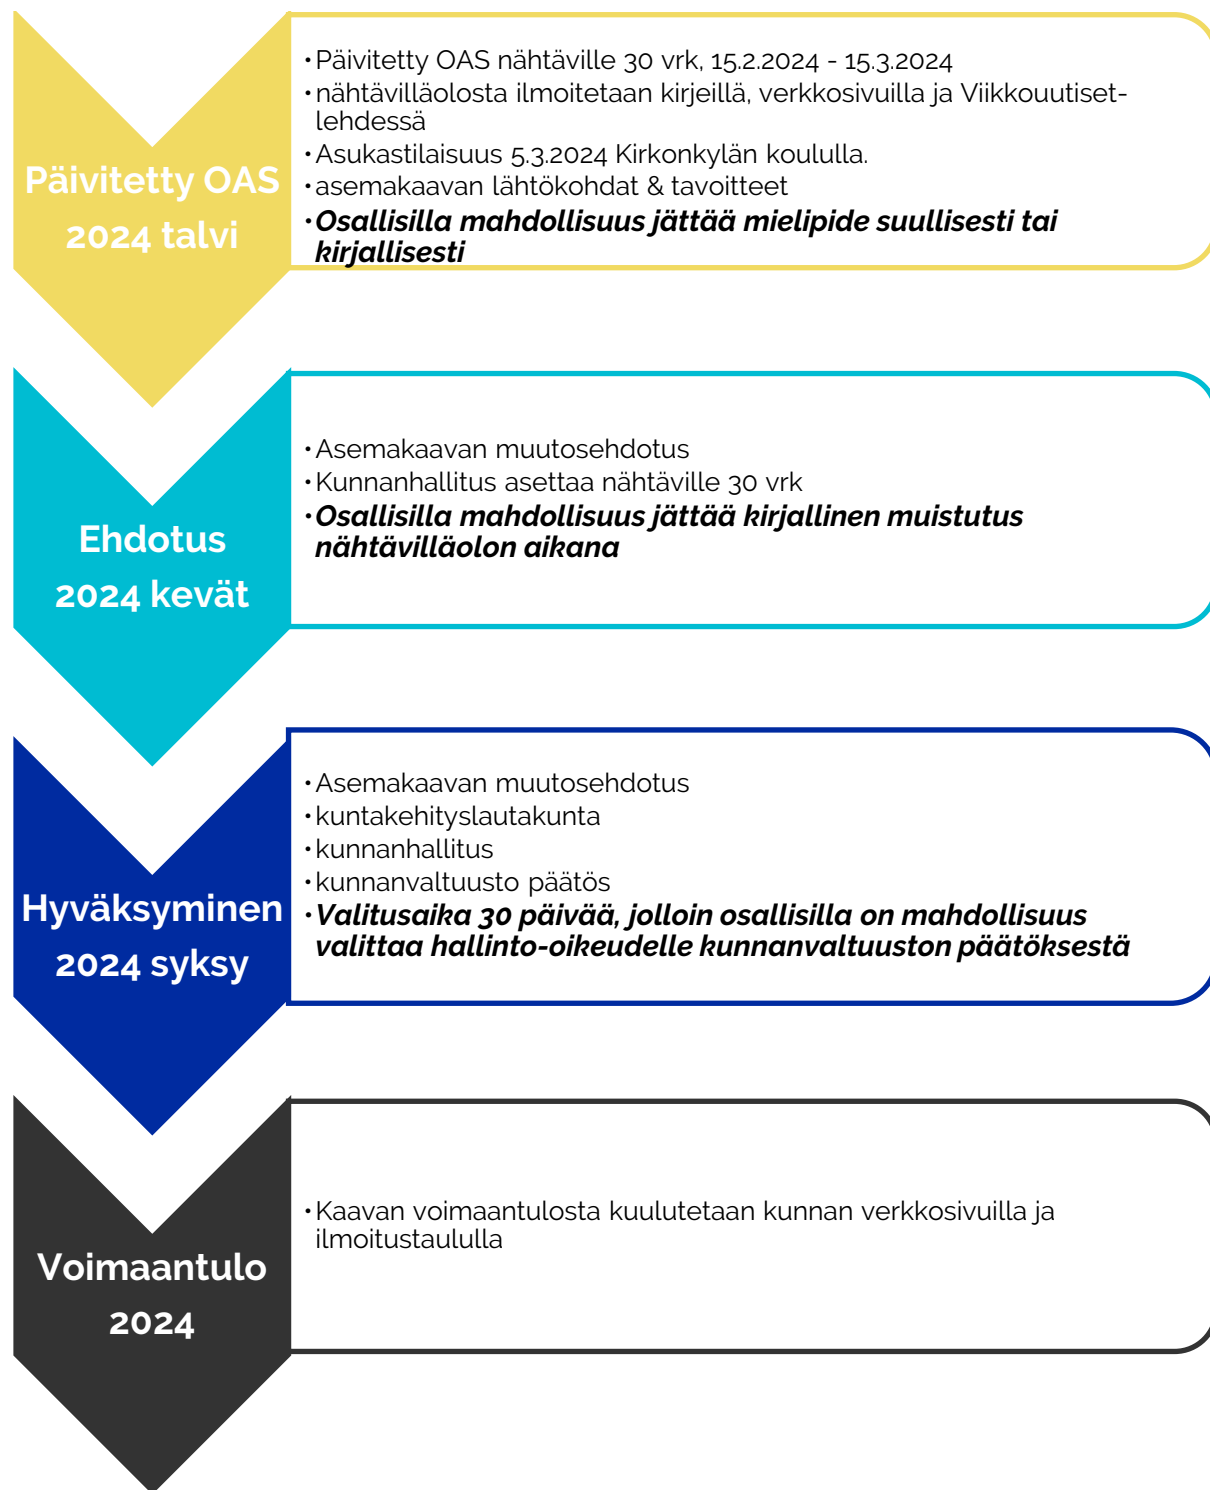 Päivitetty OAS
2024 talvi
•Päivitetty OAS nähtäville 30 vrk, 15.2.2024 - 15.3.2024
•nähtävilläolosta ilmoitetaan kirjeillä, verkkosivuilla ja Viikkouutiset-
lehdessä
•Asukastilaisuus 5.3.2024 Kirkonkylän koululla.
•asemakaavan lähtökohdat & tavoitteet
•Osallisilla mahdollisuus jättää mielipide suullisesti tai
kirjallisesti
Ehdotus
2024 kevät
•Asemakaavan muutosehdotus
•Kunnanhallitus asettaa nähtäville 30 vrk
•Osallisilla mahdollisuus jättää kirjallinen muistutus
nähtävilläolon aikana
Hyväksyminen
2024 syksy
•Asemakaavan muutosehdotus
•kuntakehityslautakunta
•kunnanhallitus
•kunnanvaltuusto päätös
•Valitusaika 30 päivää, jolloin osallisilla on mahdollisuus
valittaa hallinto-oikeudelle kunnanvaltuuston päätöksestä
Voimaantulo
2024
•Kaavan voimaantulosta kuulutetaan kunnan verkkosivuilla ja
ilmoitustaululla